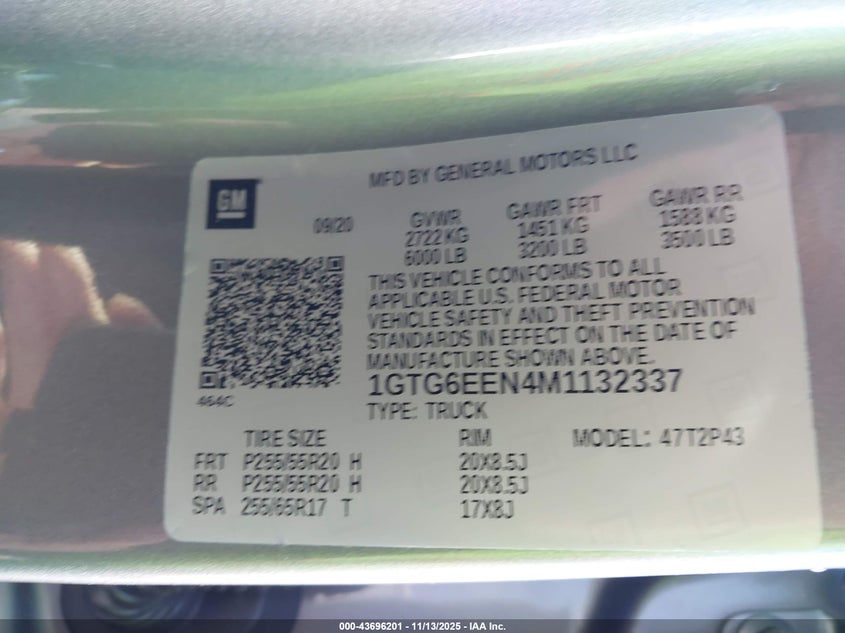 MFD BY GENERAL MOTORS LLC
GM
09/20
GVWR
2722 KG
6000 LB
GAWR FRT
1451 KG
3200 LB
GAWR RR
1588 KG
3500 LB
THIS VEHICLE CONFORMS TO ALL
APPLICABLE U.S. FEDERAL MOTOR
VEHICLE SAFETY AND THEFT PREVENTION
STANDARDS IN EFFECT ON THE DATE OF
MANUFACTURE SHOWN ABOVE.
464C
1GTG6EEN4M1132337
TYPE: TRUCK
TIRE SIZE RIM MODEL: 47T2P43
FRT P255/55R20 H 20X8.5J
RR P255/55R20 H 20X8.5J
SPA 255/65R17 T 17X8J
000-43696201 - 11/13/2025 - IAA Inc.